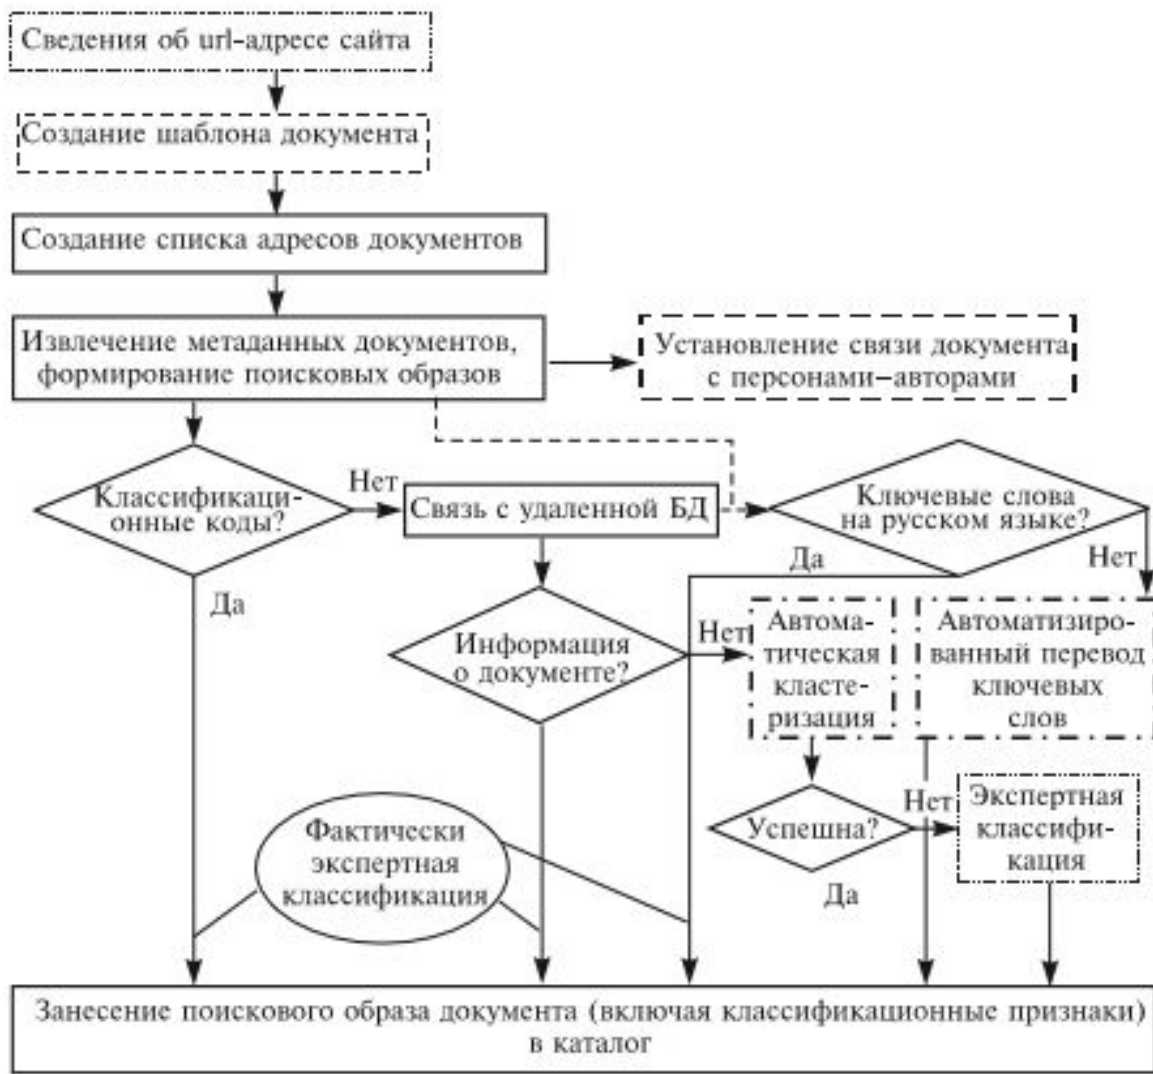 Сведения об url-адресе сайта
Создание шаблона документа
Создание списка адресов документов
Извлечение метаданных документов,
формирование поисковых образов
Установление связи документа
с персонами-авторами
Классификаци-
онные коды?
Нет
Связь с удаленной БД
Ключевые слова
на русском языке?
Да
Нет
Да
Информация
о документе?
Нет
Автома-
тическая
класте-
ризация
Автоматизиро-
ванный перевод
ключевых
слов
Фактически
экспертная
классификация
Успешна?
Нет
Экспертная
классифи-
кация
Да
Занесение поискового образа документа (включая классификационные признаки)
в каталог